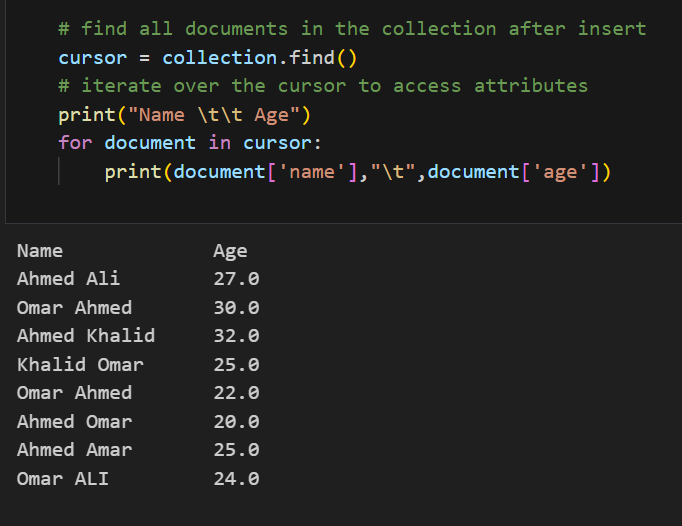 # find all documents in the collection after insert
cursor = collection.find()
# iterate over the cursor to access attributes
print("Name \t\t Age")
for document in cursor:
    print(document['name'],"\t",document['age'])
Name Age
Ahmed Ali 27.0
Omar Ahmed 30.0
Ahmed Khalid 32.0
Khalid Omar 25.0
Omar Ahmed 22.0
Ahmed Omar 20.0
Ahmed Amar 25.0
Omar ALI 24.0